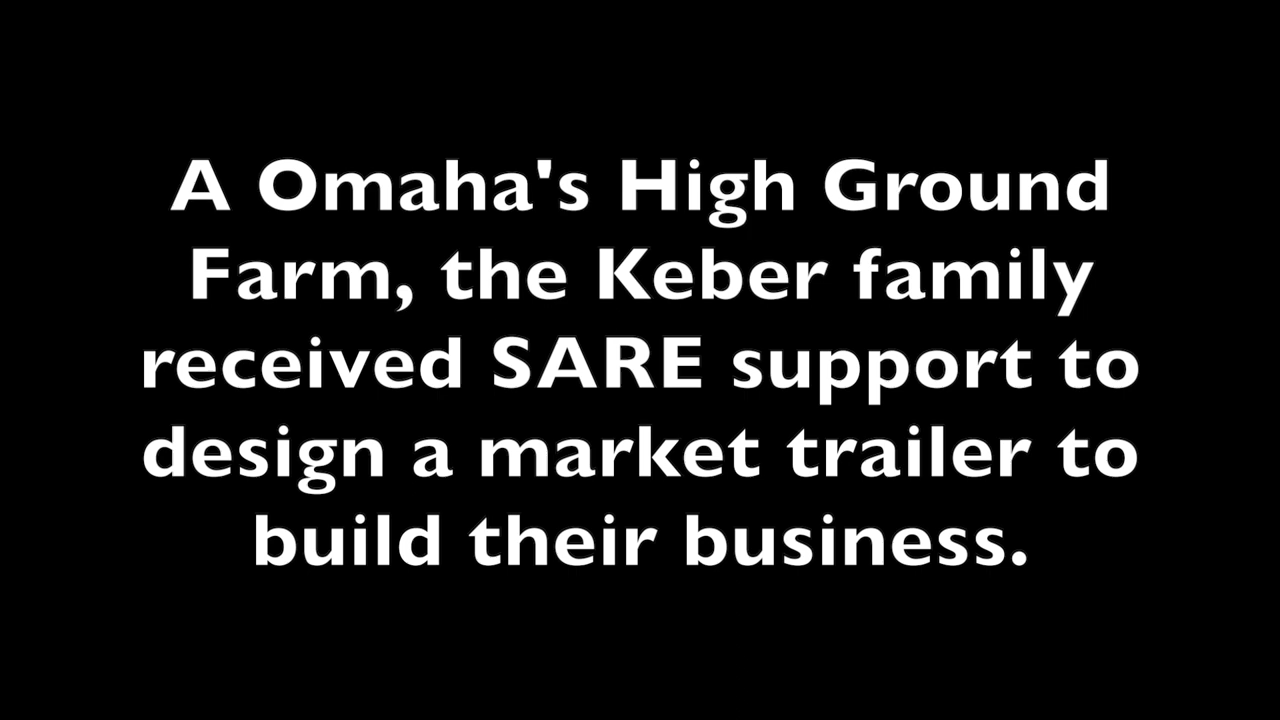 A Omaha's High Ground
Farm, the Keber family
received SARE support to
design a market trailer to
build their business.